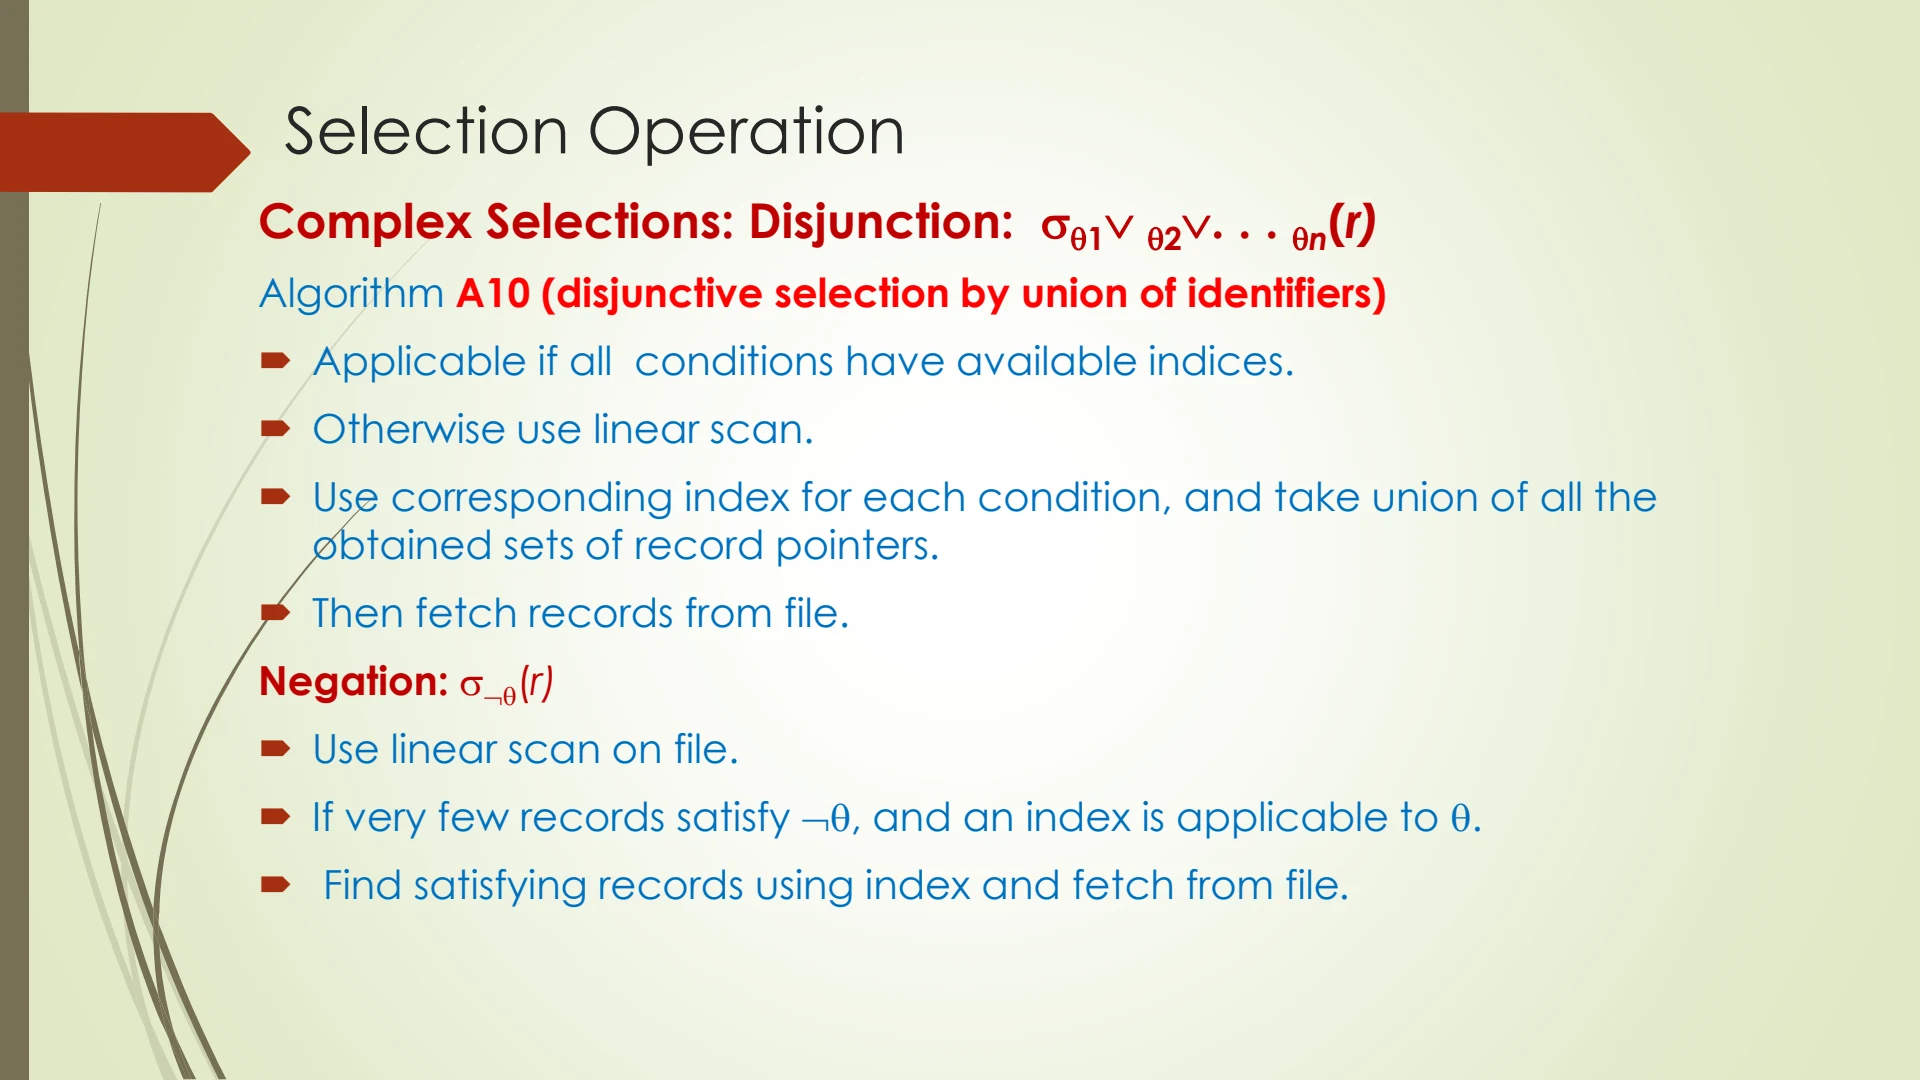 Selection Operation
Complex Selections: Disjunction: σθ1∨ θ2∨. . . θn(r)
Algorithm A10 (disjunctive selection by union of identifiers)
Applicable if all conditions have available indices.
Otherwise use linear scan.
Use corresponding index for each condition, and take union of all the
obtained sets of record pointers.
Then fetch records from file.
Negation: σ¬θ(r)
Use linear scan on file.
If very few records satisfy ¬θ, and an index is applicable to θ.
Find satisfying records using index and fetch from file.